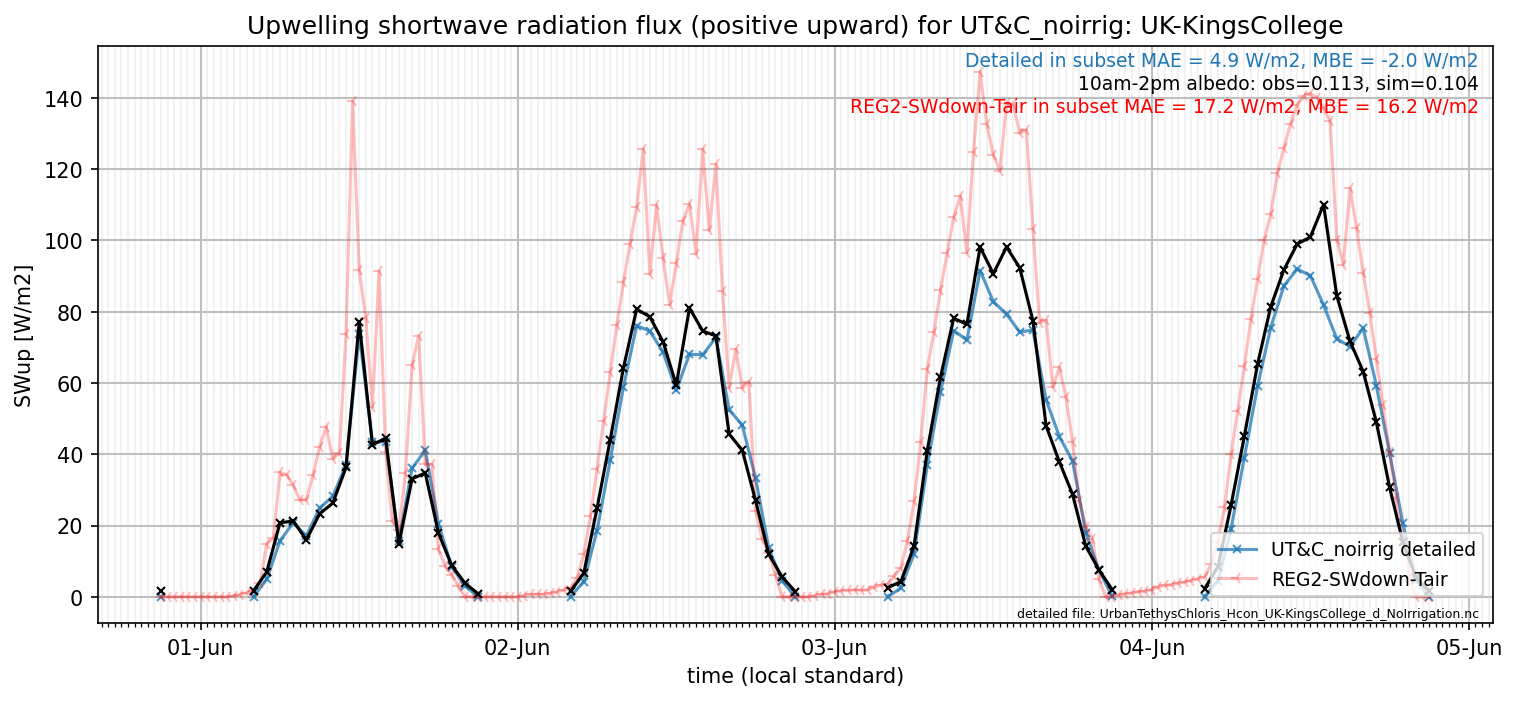 Upwelling shortwave radiation flux (positive upward) for UT&C_noirrig: UK-KingsCollege
Detailed in subset MAE = 4.9 W/m2, MBE = -2.0 W/m2
10am-2pm albedo: obs=0.113, sim=0.104
REG2-SWdown-Tair in subset MAE = 17.2 W/m2, MBE = 16.2 W/m2
SWup [W/m2]
140
120
100
80
60
40
20
0
UT&C_noirrig detailed
REG2-SWdown-Tair
detailed file: UrbanTethysChloris_Hcon_UK-KingsCollege_d_NoIrrigation.nc
01-Jun
02-Jun
03-Jun
04-Jun
05-Jun
time (local standard)